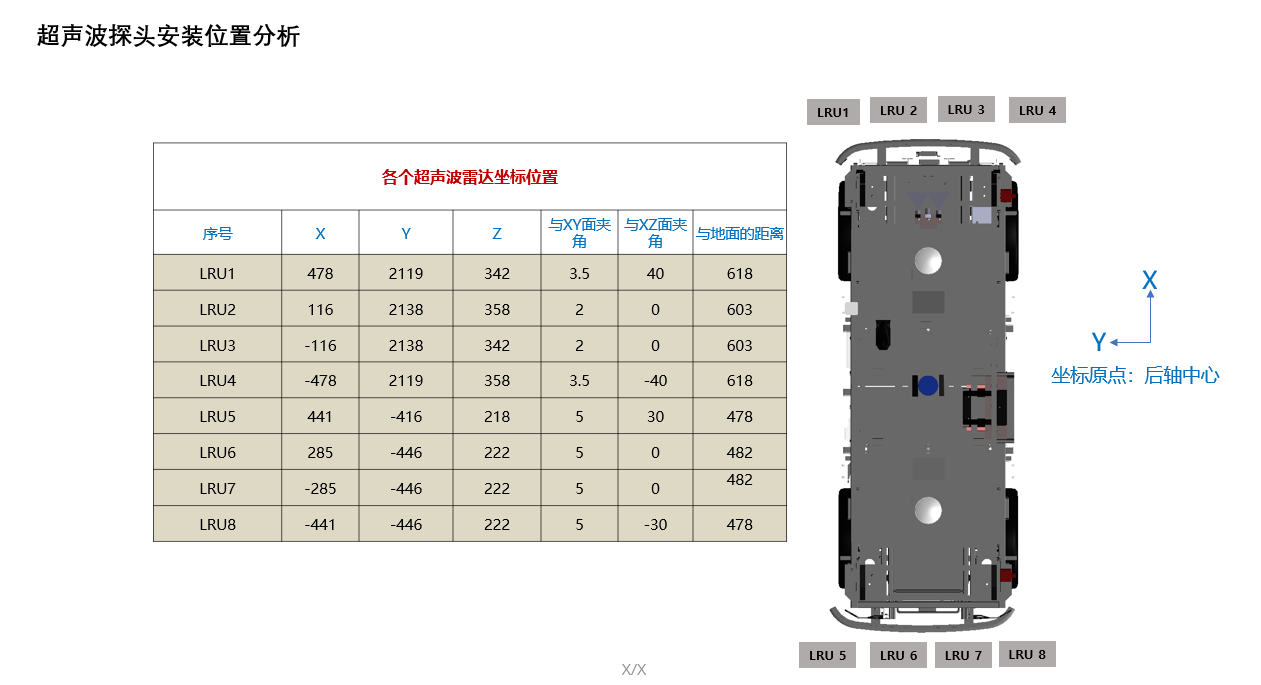 超声波探头安装位置分析
LRU1 LRU 2 LRU 3 LRU 4
各个超声波雷达坐标位置
序号 X Y Z 与XY面夹角 与XZ面夹角 与地面的距离
LRU1 478 2119 342 3.5 40 618
LRU2 116 2138 358 2 0 603
LRU3 -116 2138 342 2 0 603
LRU4 -478 2119 358 3.5 -40 618
LRU5 441 -416 218 5 30 478
LRU6 285 -446 222 5 0 482
LRU7 -285 -446 222 5 0 482
LRU8 -441 -446 222 5 -30 478
X
Y
坐标原点：后轴中心
LRU 5 LRU 6 LRU 7 LRU 8
X/X